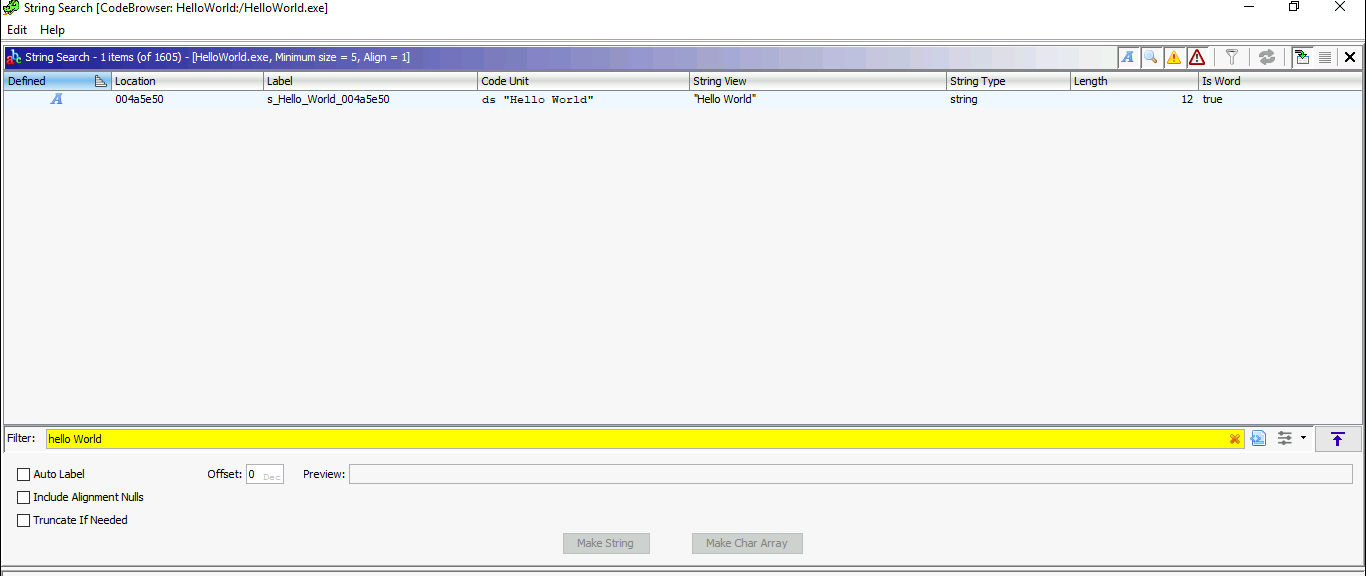 String Search [CodeBrowser: HelloWorld:/HelloWorld.exe]
Edit Help
String Search - 1 items (of 1605) - [HelloWorld.exe, Minimum size = 5, Align = 1]
Defined Location Label Code Unit String View String Type Length Is Word
A 004a5e50 s_Hello_World_004a5e50 ds "Hello World" "Hello World" string 12 true
Filter: hello World
Auto Label Offset: 0 Dec Preview:
Include Alignment Nulls
Truncate If Needed
Make String Make Char Array